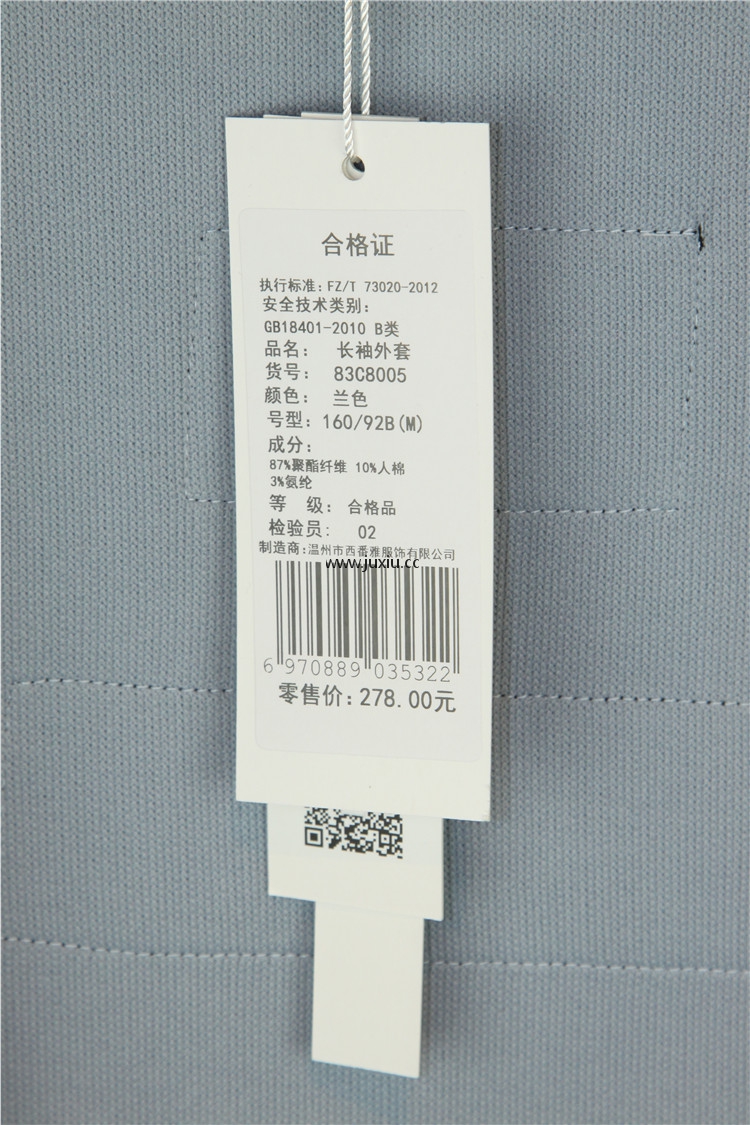 合格证
执行标准: FZ/T 73020-2012
安全技术类别:
GB18401-2010 B类
品名: 长袖外套
货号: 83C8005
颜色: 兰色
号型: 160/92B(M)
成分:
87%聚酯纤维 10%人棉
3%氨纶
等 级: 合格品
检验员: 02
制造商: 温州市西番雅服饰有限公司
www.juxiu.cc
6 970889 035322
零售价: 278.00元